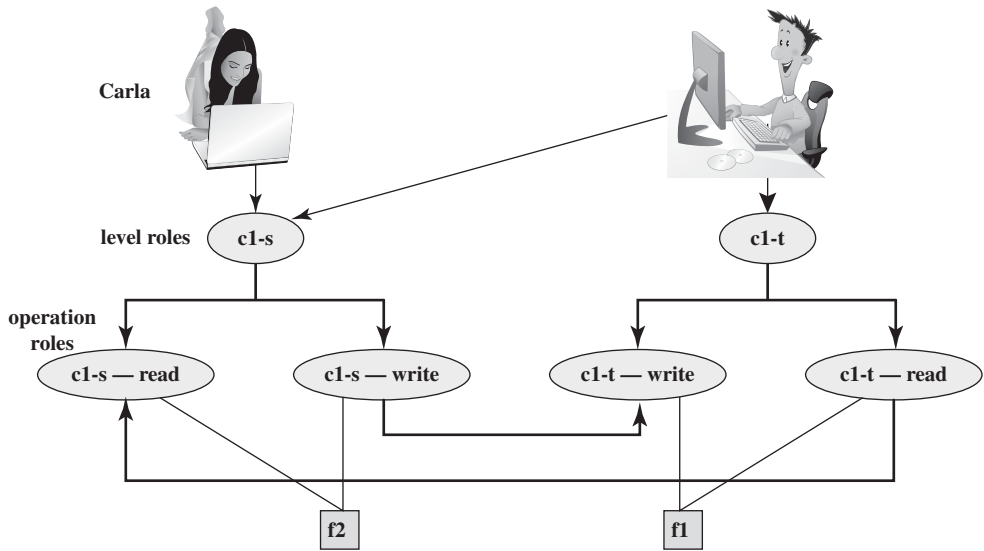 Carla
level roles
c1-s
c1-t
operation
roles
c1-s — read
c1-s — write
c1-t — write
c1-t — read
f2
f1